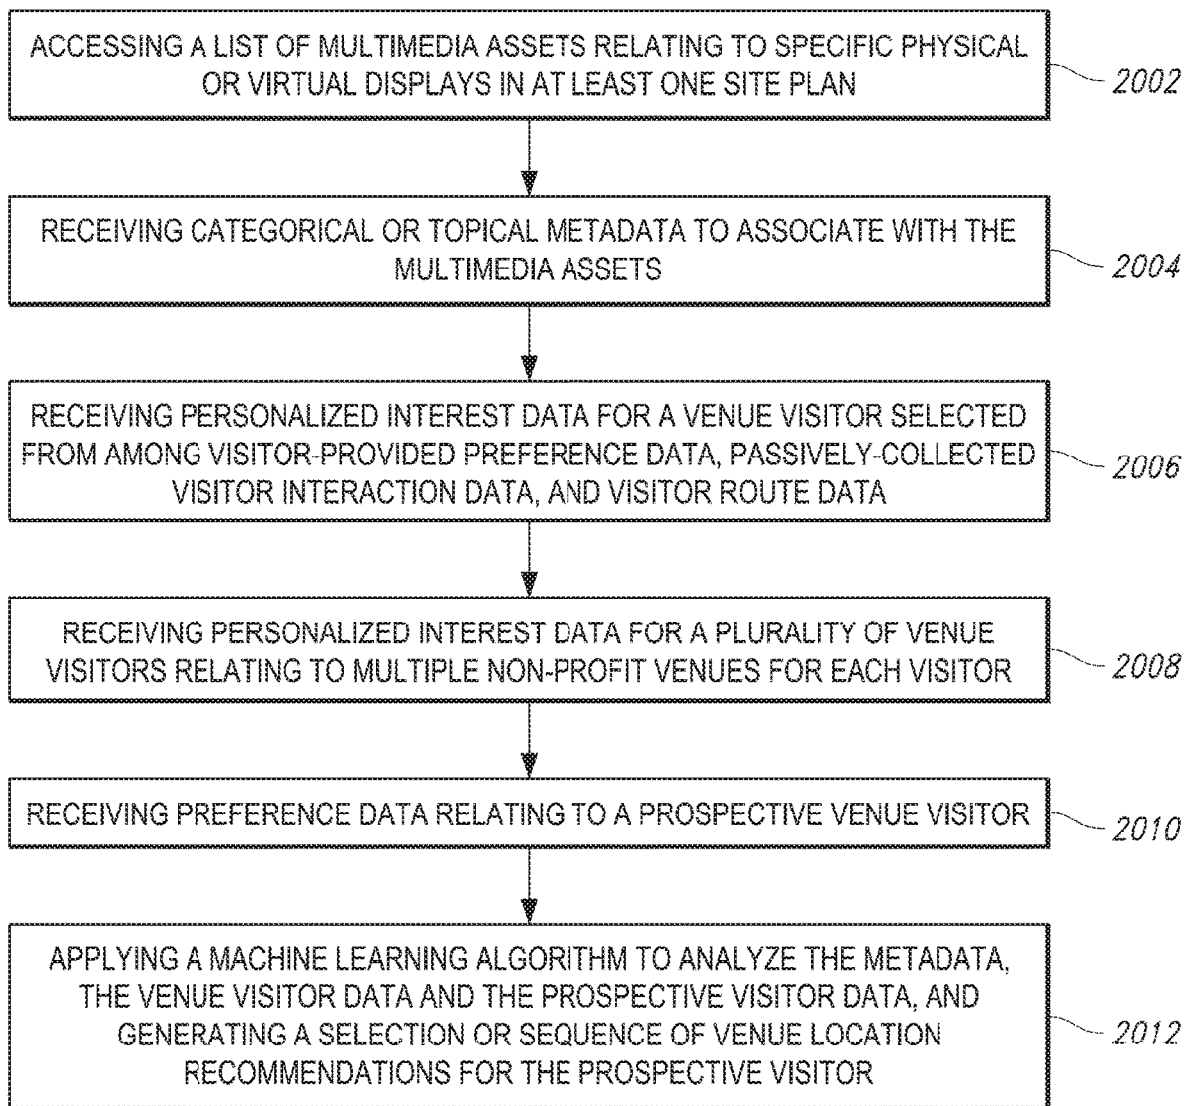 ACCESSING A LIST OF MULTIMEDIA ASSETS RELATING TO SPECIFIC PHYSICAL
OR VIRTUAL DISPLAYS IN AT LEAST ONE SITE PLAN
2002
RECEIVING CATEGORICAL OR TOPICAL METADATA TO ASSOCIATE WITH THE
MULTIMEDIA ASSETS
2004
RECEIVING PERSONALIZED INTEREST DATA FOR A VENUE VISITOR SELECTED
FROM AMONG VISITOR-PROVIDED PREFERENCE DATA, PASSIVELY-COLLECTED
VISITOR INTERACTION DATA, AND VISITOR ROUTE DATA
2006
RECEIVING PERSONALIZED INTEREST DATA FOR A PLURALITY OF VENUE
VISITORS RELATING TO MULTIPLE NON-PROFIT VENUES FOR EACH VISITOR
2008
RECEIVING PREFERENCE DATA RELATING TO A PROSPECTIVE VENUE VISITOR
2010
APPLYING A MACHINE LEARNING ALGORITHM TO ANALYZE THE METADATA,
THE VENUE VISITOR DATA AND THE PROSPECTIVE VISITOR DATA, AND
GENERATING A SELECTION OR SEQUENCE OF VENUE LOCATION
RECOMMENDATIONS FOR THE PROSPECTIVE VISITOR
2012